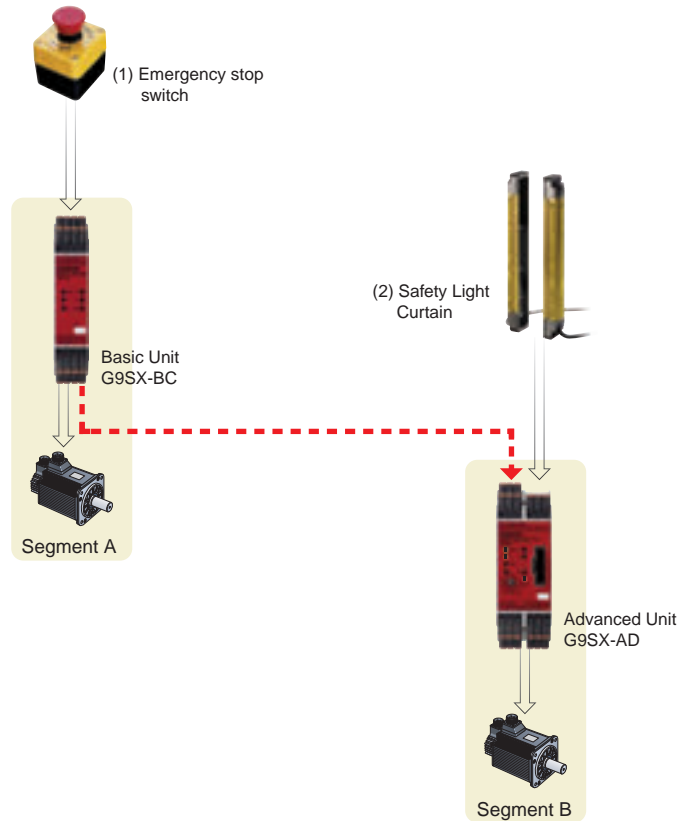 (1) Emergency stop
switch
(2) Safety Light
Curtain
Basic Unit
G9SX-BC
Segment A
Advanced Unit
G9SX-AD
Segment B